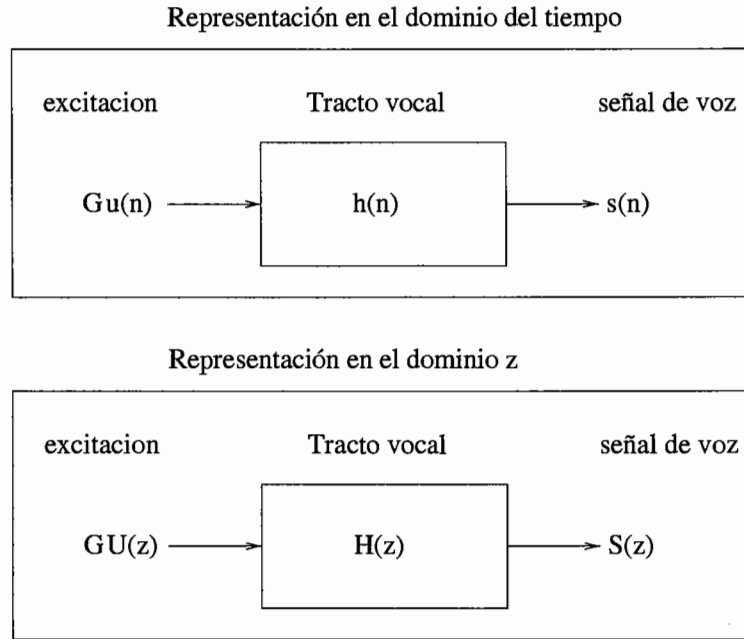 Representación en el dominio del tiempo
excitacion Tracto vocal señal de voz
Gu(n) h(n) s(n)
Representación en el dominio z
excitacion Tracto vocal señal de voz
GU(z) H(z) S(z)